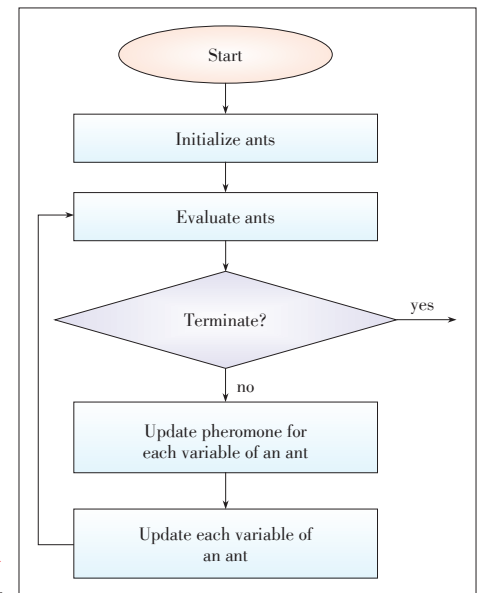 Start
Initialize ants
Evaluate ants
Terminate?
yes
no
Update pheromone for
each variable of an ant
Update each variable of
an ant